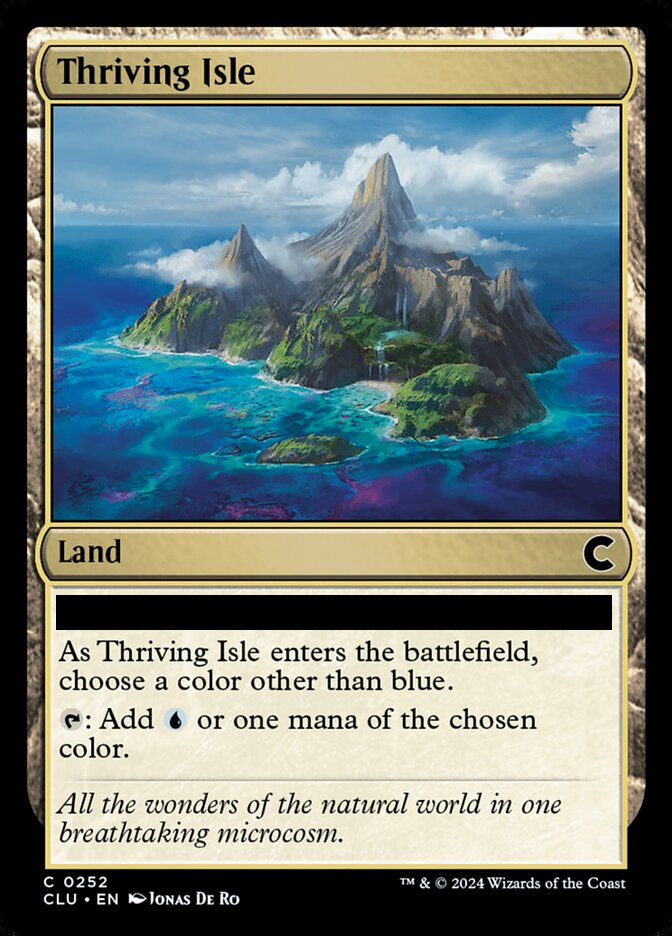 Thriving Isle
Land
As Thriving Isle enters the battlefield,
choose a color other than blue.
: Add or one mana of the chosen
color.
All the wonders of the natural world in one
breathtaking microcosm.
C 0252
CLU • EN Jonas De Ro
™ & © 2024 Wizards of the Coast